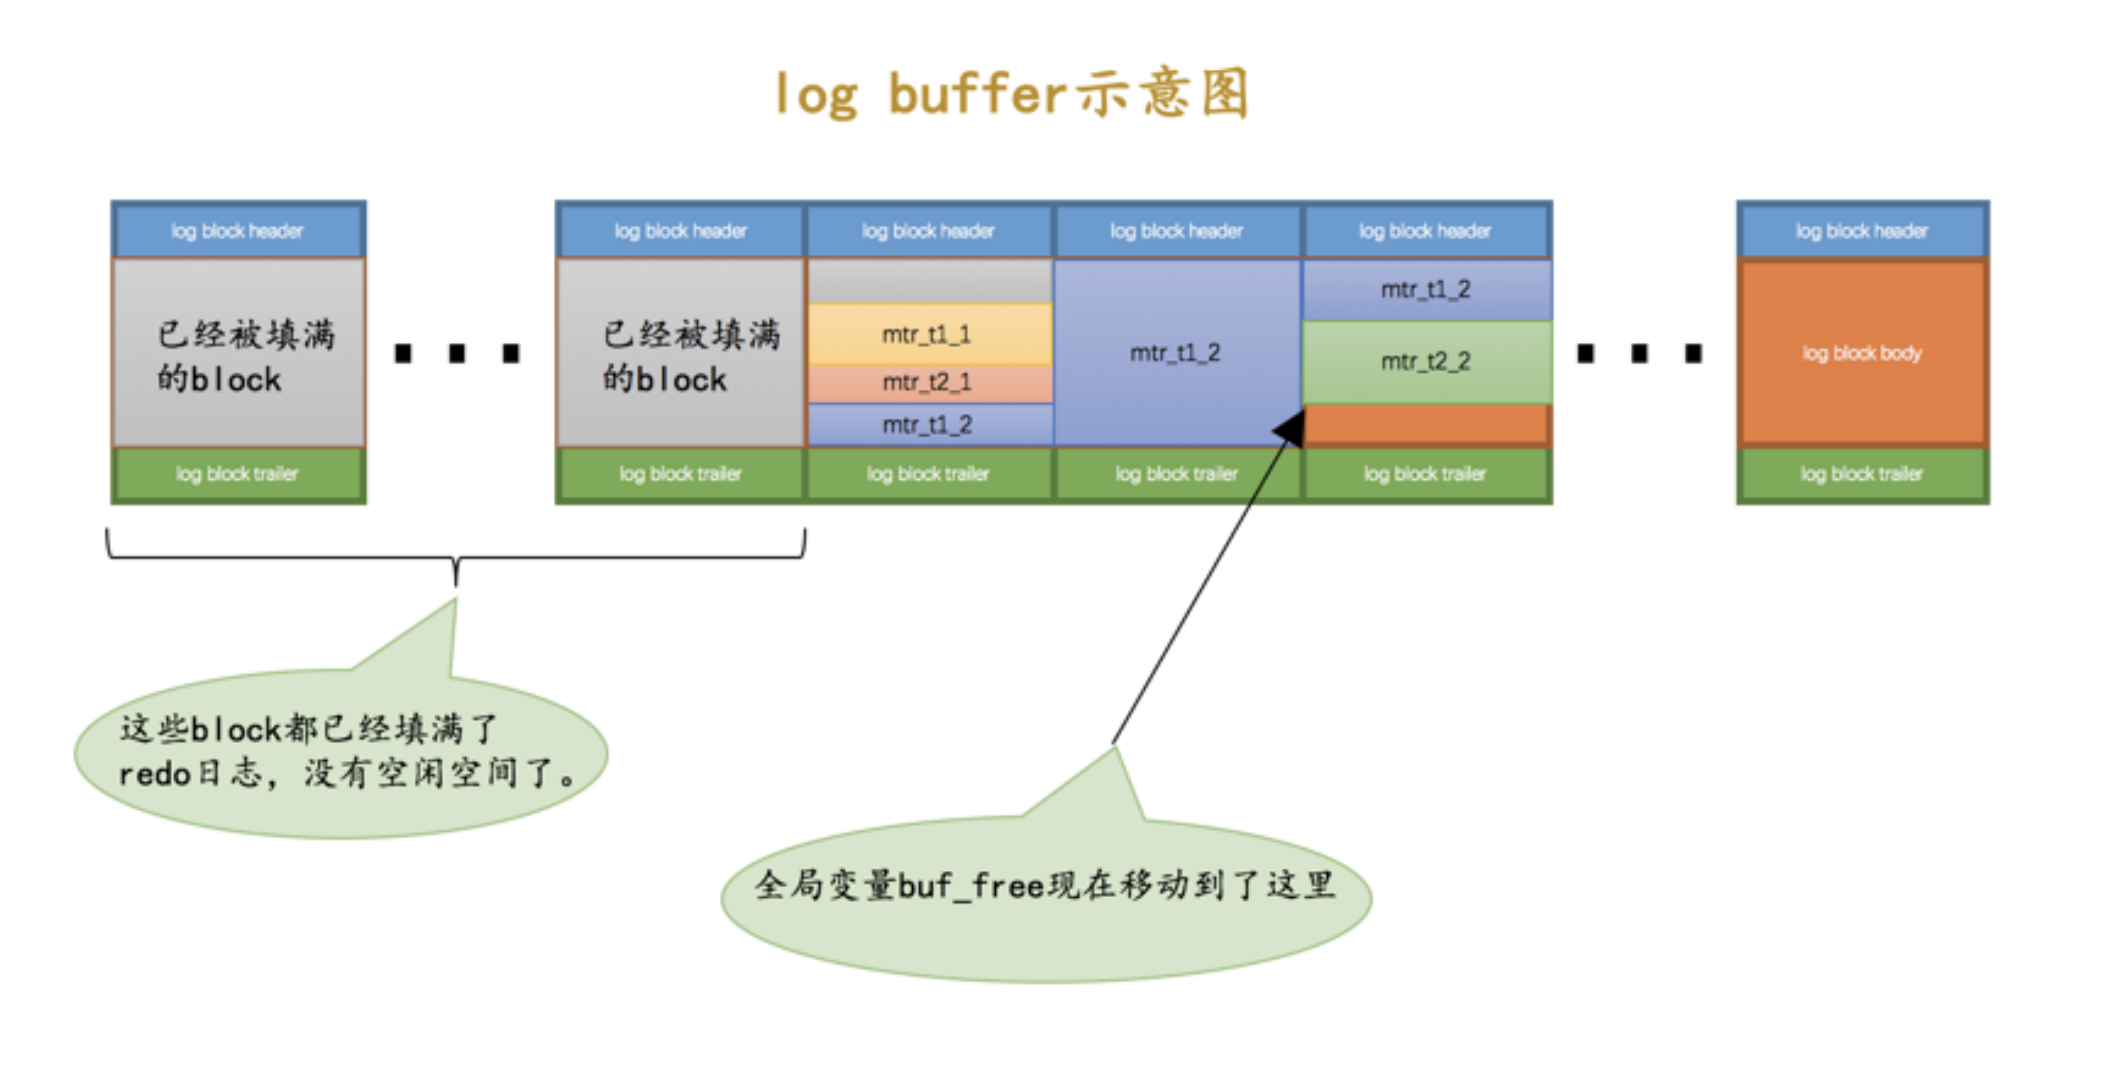 log buffer示意图
log block header
log block header
log block header
log block header
log block header
log block header
已经被填满
的block
已经被填满
的block
mtr_t1_1
mtr_t2_1
mtr_t1_2
mtr_t1_2
mtr_t1_2
mtr_t2_2
log block body
log block trailer
log block trailer
log block trailer
log block trailer
log block trailer
log block trailer
这些block都已经填满了
redo日志，没有空闲空间了。
全局变量buf_free现在移动到了这里